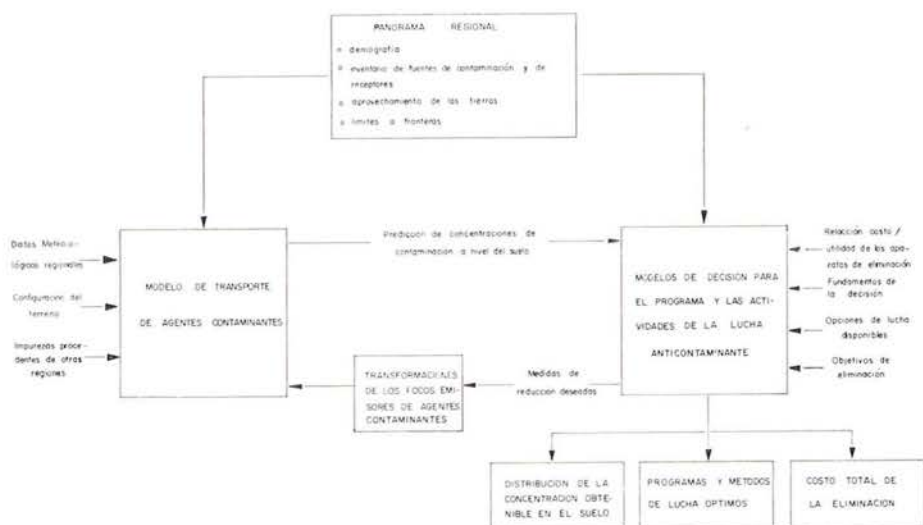 PANORAMA REGIONAL
demografía
inventario de fuentes de contaminación y de
receptores
aprovechamiento de las tierras
límites o fronteras
Predicción de concentraciones de
contaminación a nivel del suelo
Datos Meteoro-
lógicos regionales
Configuración del
terreno
Impurezas proce-
dentes de otras
regiones
MODELO DE TRANSPORTE
DE AGENTES CONTAMINANTES
MODELOS DE DECISION PARA
EL PROGRAMA Y LAS ACTI-
VIDADES DE LA LUCHA
ANTICONTAMINANTE
Relacción costo /
utilidad de los apa-
ratos de eliminación
Fundamentos de
la decisión
Opciones de lucha
disponibles
Objetivos de
eliminación
TRANSFORMACIONES
DE LOS FOCOS EMI-
SORES DE AGENTES
CONTAMINANTES
Medidas de
reducción deseadas
DISTRIBUCION DE LA
CONCENTRACION OBTE-
NIBLE EN EL SUELO
PROGRAMAS Y METODOS
DE LUCHA OPTIMOS
COSTO TOTAL DE
LA ELIMINACION